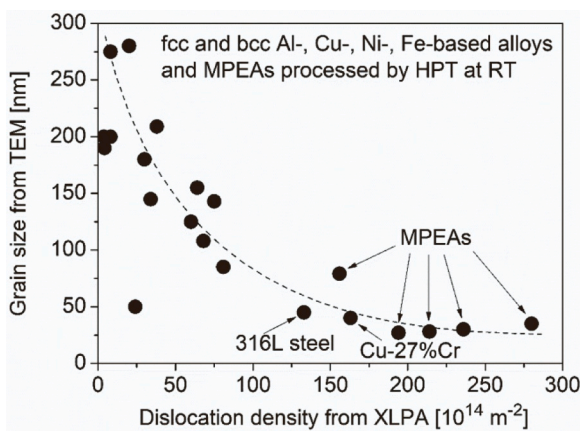 fcc and bcc Al-, Cu-, Ni-, Fe-based alloys
and MPEAs processed by HPT at RT
Grain size from TEM [nm]
300
250
200
150
100
50
0
MPEAs
316L steel
Cu-27%Cr
0 50 100 150 200 250 300
Dislocation density from XLPA [10¹⁴ m⁻²]